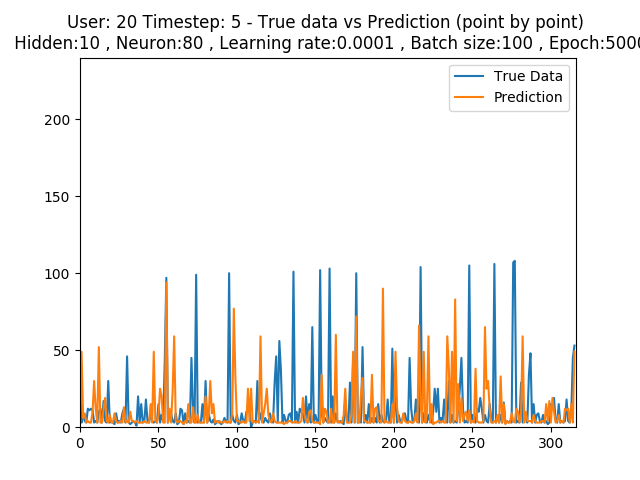 User: 20 Timestep: 5 - True data vs Prediction (point by point)
Hidden:10 , Neuron:80 , Learning rate:0.0001 , Batch size:100 , Epoch:5000
True Data
Prediction
200
150
100
50
0
0 50 100 150 200 250 300